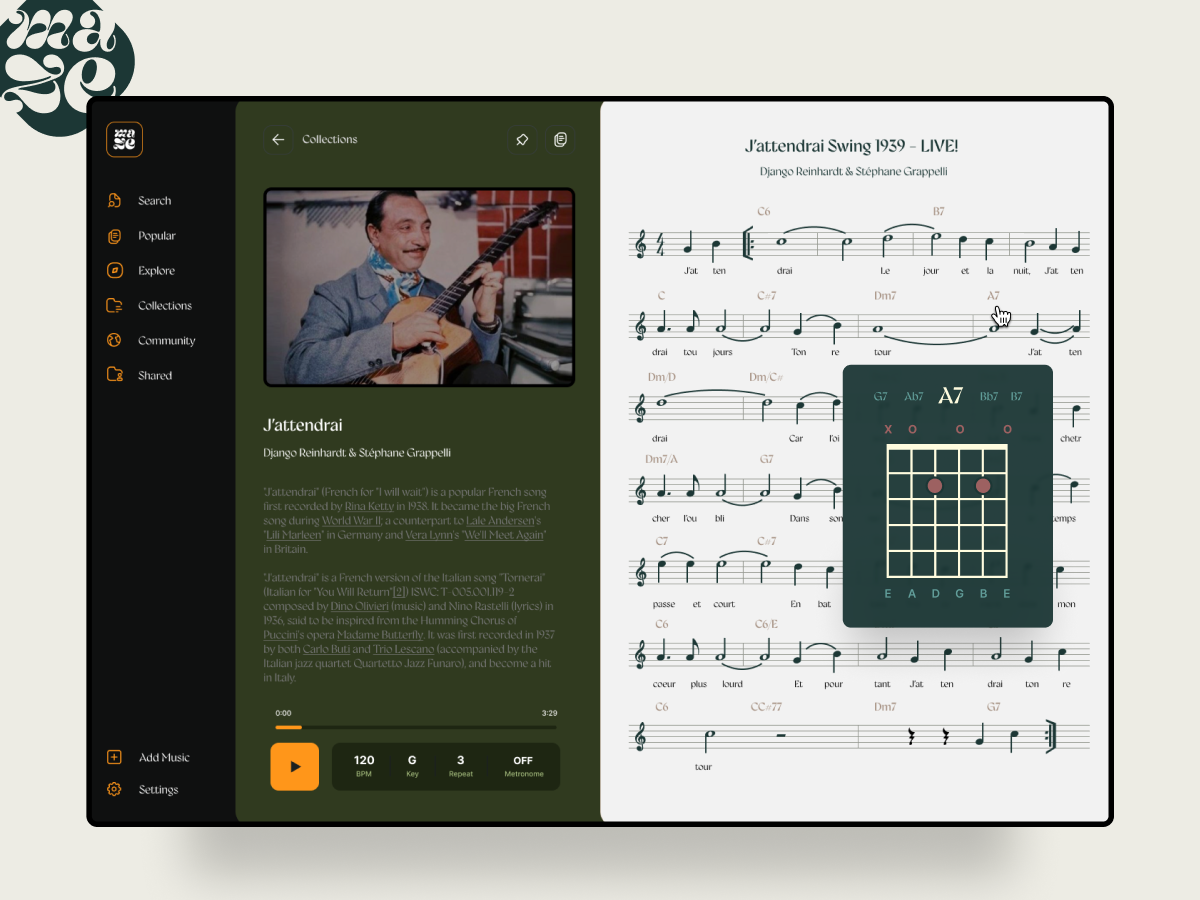 maze
maze
Search
Popular
Explore
Collections
Community
Shared
Add Music
Settings
Collections
J'attendrai
Django Reinhardt & Stéphane Grappelli
"J'attendrai" (French for "I will wait") is a popular French song
first recorded by Rina Ketty in 1938. It became the big French
song during World War II; a counterpart to Lale Andersen's
"Lili Marleen" in Germany and Vera Lynn's "We'll Meet Again"
in Britain.
"J'attendrai" is a French version of the Italian song "Tornerai"
(Italian for "You Will Return"[2]) ISWC: T-005.001.119-2
composed by Dino Olivieri (music) and Nino Rastelli (lyrics) in
1936, said to be inspired from the Humming Chorus of
Puccini's opera Madame Butterfly. It was first recorded in 1937
by both Carlo Buti and Trio Lescano (accompanied by the
Italian jazz quartet Quartetto Jazz Funaro), and become a hit
in Italy.
0:00 3:29
120 G 3 OFF
BPM Key Repeat Metronome
J'attendrai Swing 1939 - LIVE!
Django Reinhardt & Stéphane Grappelli
C6 B7
4
4
J'at ten drai Le jour et la nuit, J'at ten
C C#7 Dm7 A7
drai tou jours Ton re tour J'at ten
Dm/D Dm/C#
drai Car l'oi chetr
Dm7/A G7
cher l'ou bli Dans son temps
C7 C#7
passe et court En bat mon
C6 C6/E
coeur plus lourd Et pour tant J'at ten drai ton re
C6 CC#77 Dm7 G7
tour
G7 Ab7 A7 Bb7 B7
X O O O
E A D G B E